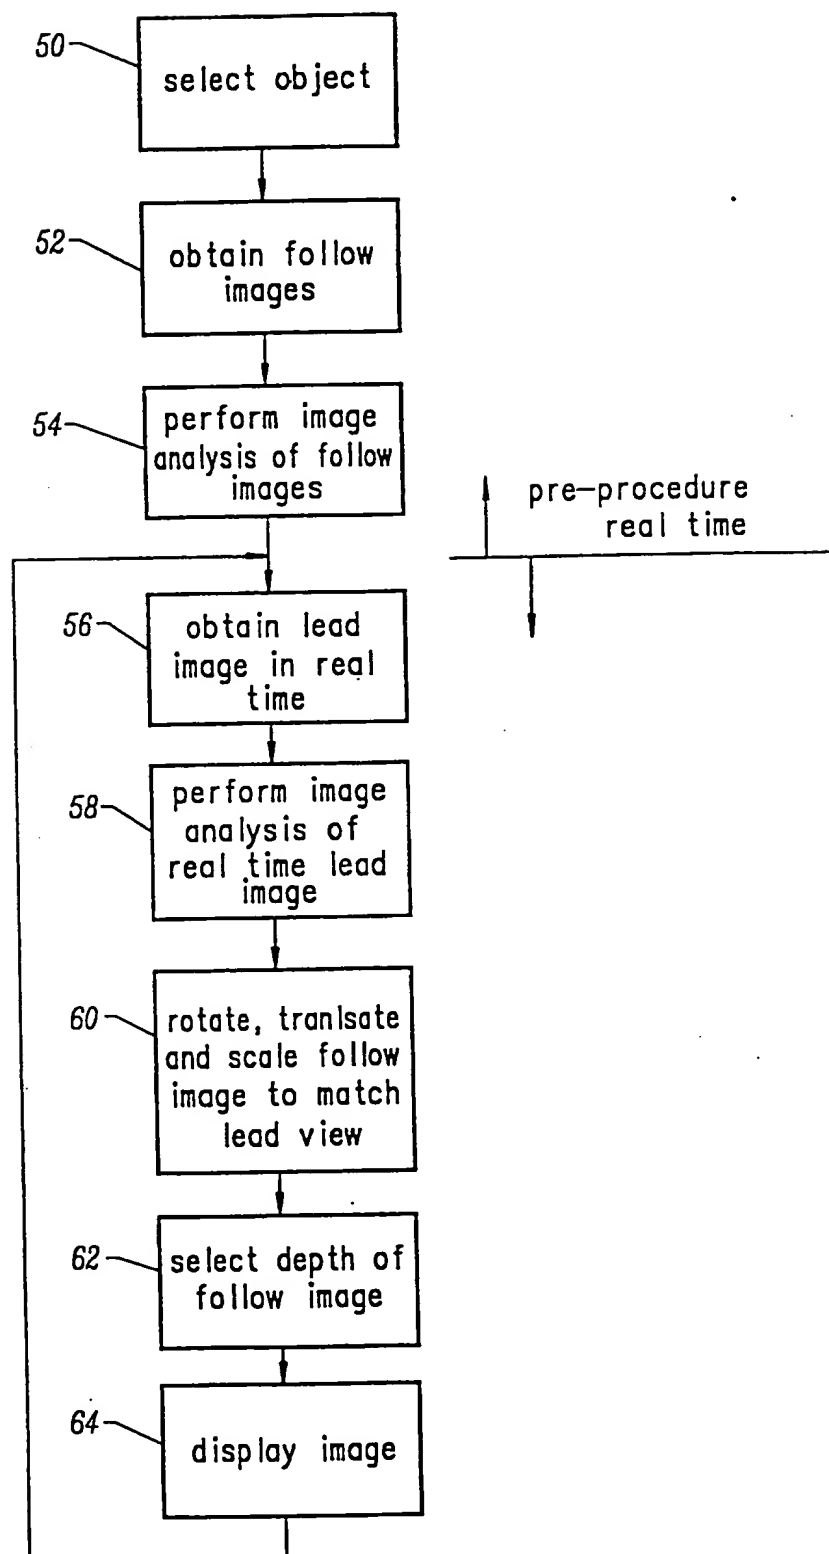 50
select object
52
obtain follow
images
54
perform image
analysis of follow
images
pre-procedure
real time
56
obtain lead
image in real
time
58
perform image
analysis of
real time lead
image
60
rotate, tranlsate
and scale follow
image to match
lead view
62
select depth of
follow image
64
display image